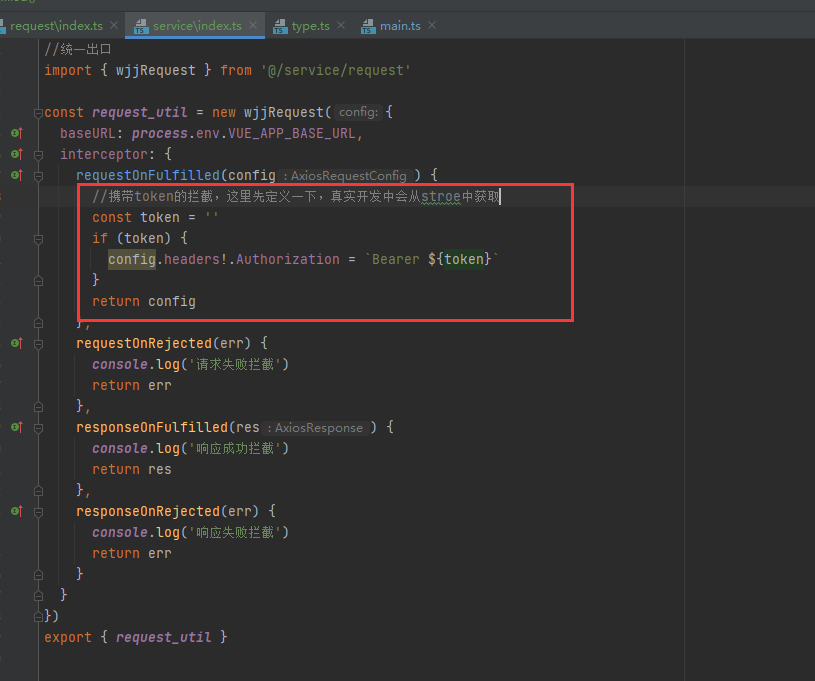 request\index.ts
service\index.ts
type.ts
main.ts
//统一出口
import { wjjRequest } from '@/service/request'
const request_util = new wjjRequest( config: {
baseURL: process.env.VUE_APP_BASE_URL,
interceptor: {
requestOnFulfilled(config : AxiosRequestConfig ) {
//携带token的拦截，这里先定义一下，真实开发中会从stroe中获取
const token = ''
if (token) {
config.headers!.Authorization = `Bearer ${token}`
}
return config
},
requestOnRejected(err) {
console.log('请求失败拦截')
return err
},
responseOnFulfilled(res : AxiosResponse ) {
console.log('响应成功拦截')
return res
},
responseOnRejected(err) {
console.log('响应失败拦截')
return err
}
}
})
export { request_util }